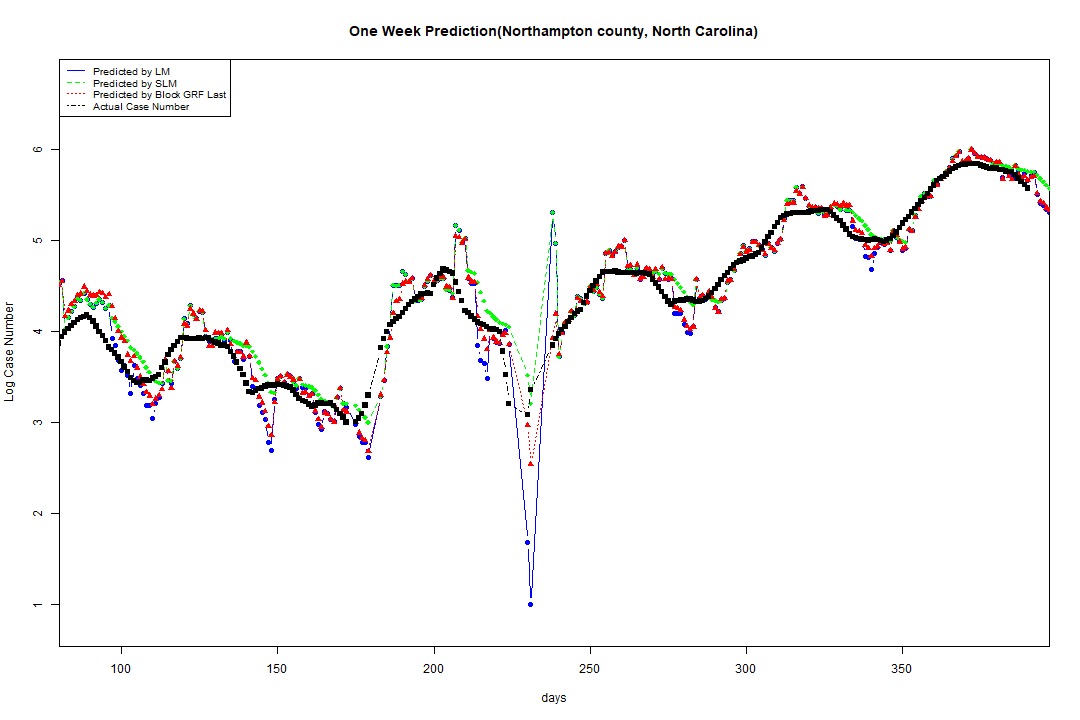 One Week Prediction(Northampton county, North Carolina)
Predicted by LM
Predicted by SLM
Predicted by Block GRF Last
Actual Case Number
Log Case Number
6
5
4
3
2
1
100 150 200 250 300 350
days